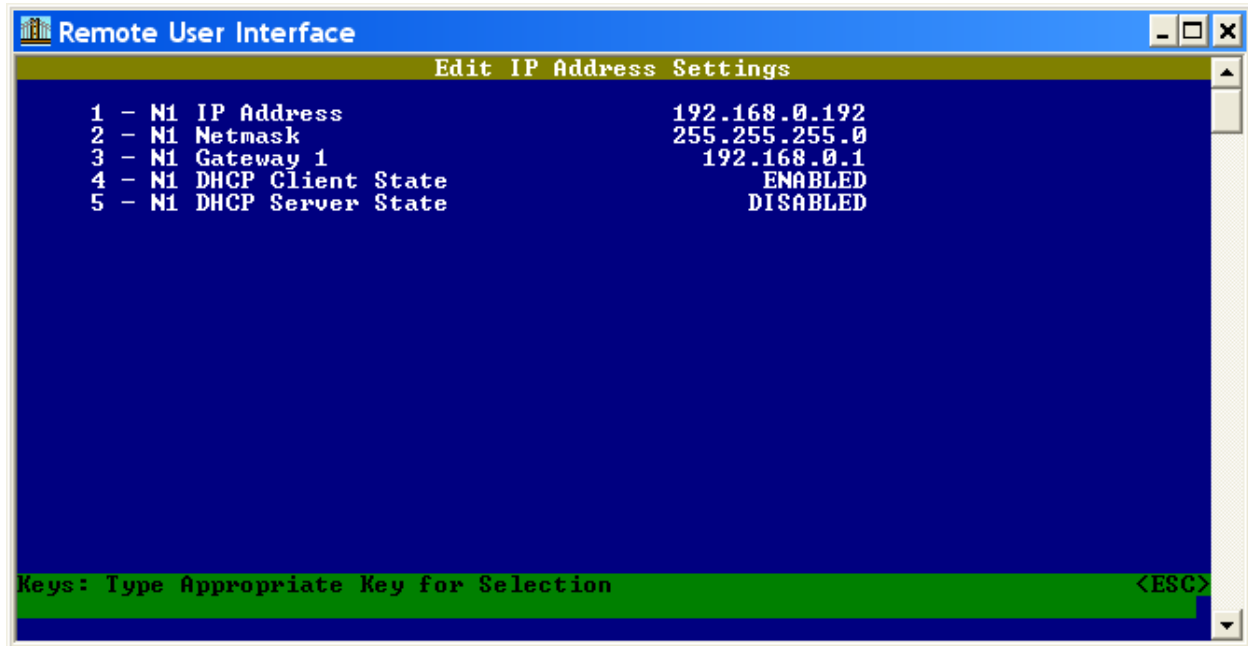 Remote User Interface
Edit IP Address Settings
1 - N1 IP Address 192.168.0.192
2 - N1 Netmask 255.255.255.0
3 - N1 Gateway 1 192.168.0.1
4 - N1 DHCP Client State ENABLED
5 - N1 DHCP Server State DISABLED
Keys: Type Appropriate Key for Selection <ESC>